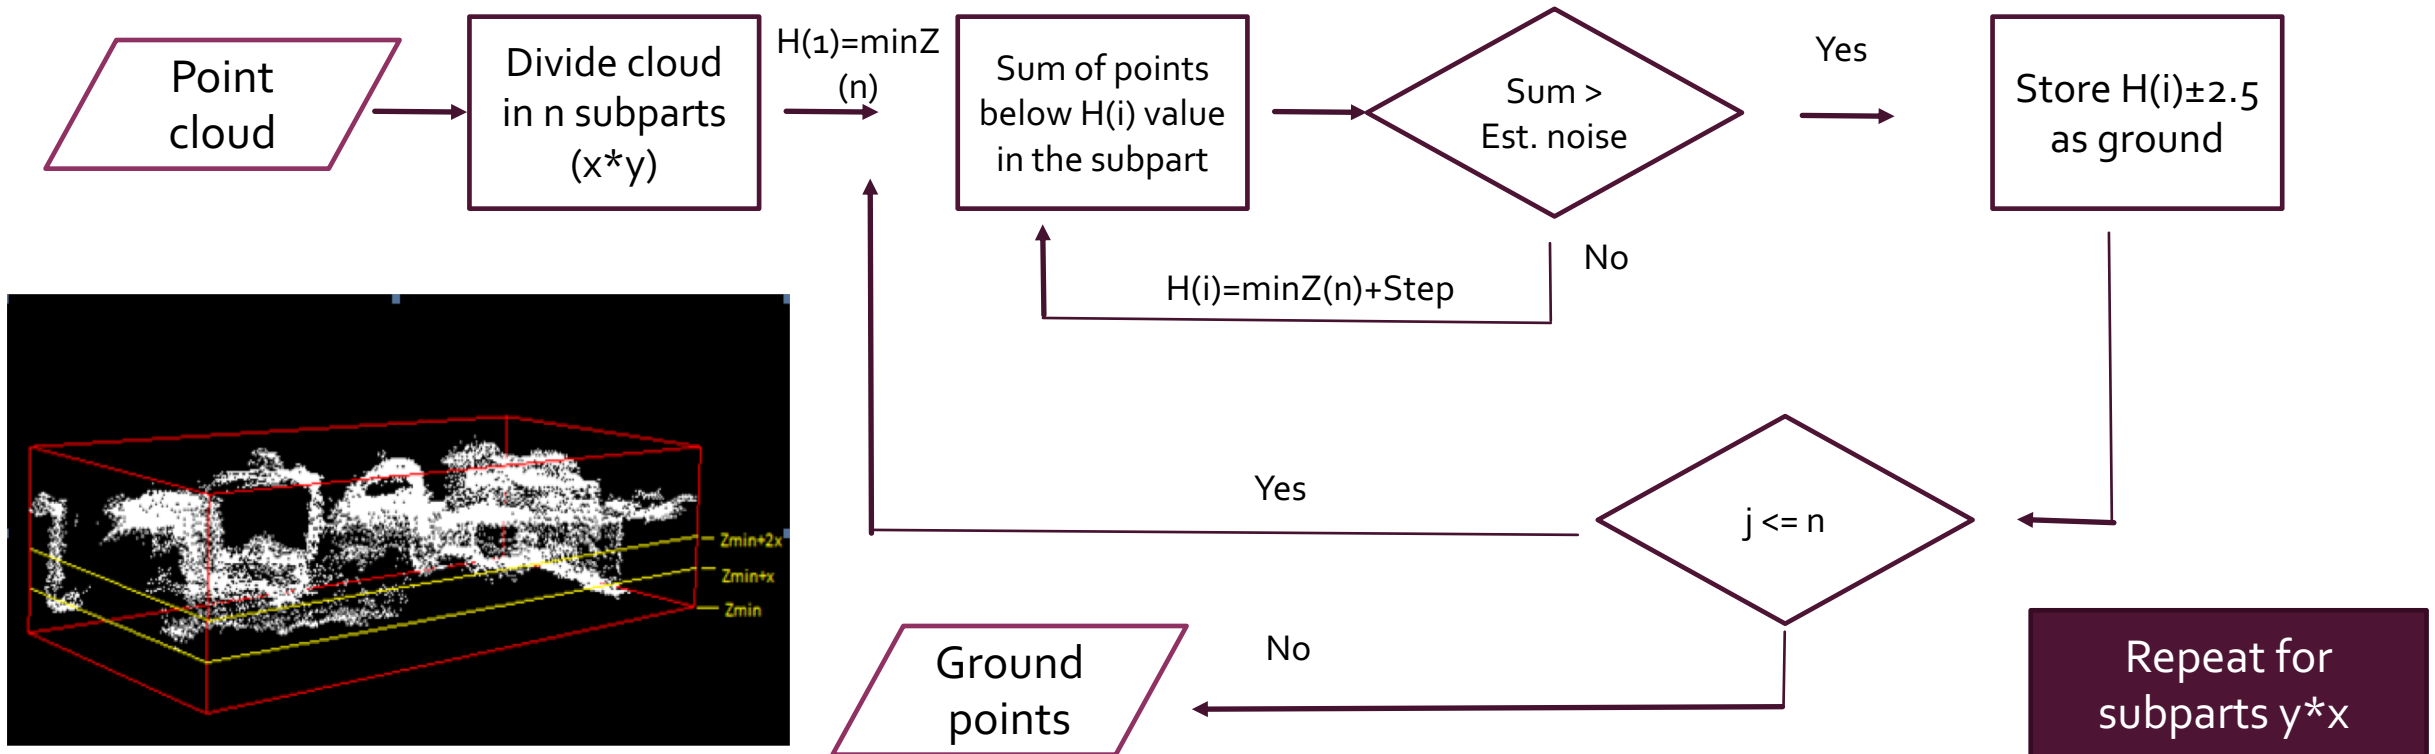 Point
cloud
Divide cloud
in n subparts
(x*y)
H(1)=minZ
(n)
Sum of points
below H(i) value
in the subpart
Sum >
Est. noise
Yes
Store H(i)±2.5
as ground
No
H(i)=minZ(n)+Step
Zmin+2x
Zmin+x
Zmin
Yes
j <= n
No
Ground
points
Repeat for
subparts y*x